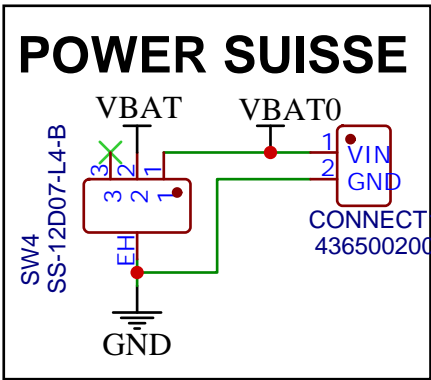 POWER SUISSE
VBAT
VBAT0
3
2
1
3
2
1
EH
SW4
SS-12D07-L4-B
1
VIN
2
GND
CONNECT
436500200
GND